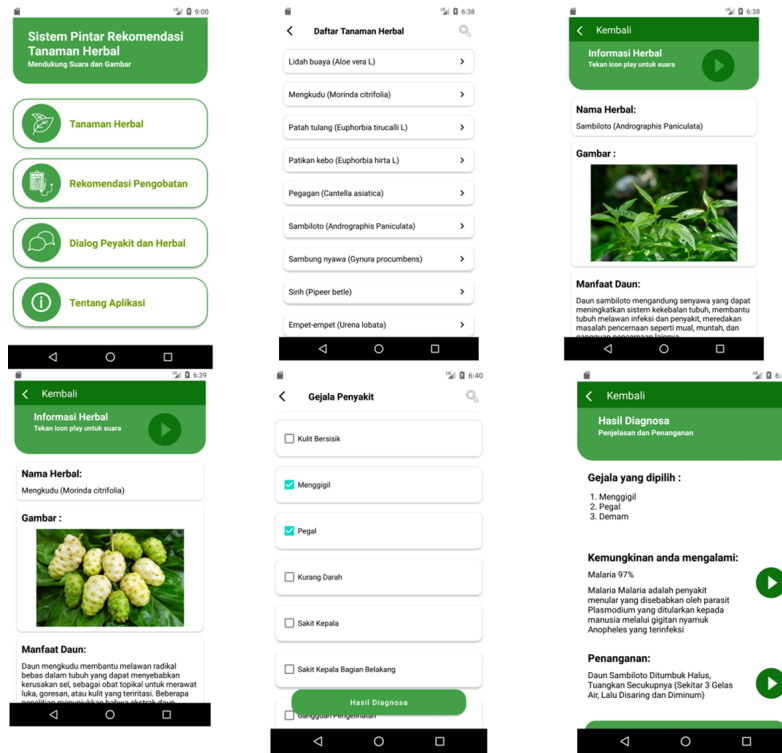 9:00
Sistem Pintar Rekomendasi
Tanaman Herbal
Mendukung Suara dan Gambar
Tanaman Herbal
Rekomendasi Pengobatan
Dialog Peyakit dan Herbal
Tentang Aplikasi
6:38
Daftar Tanaman Herbal
Lidah buaya (Aloe vera L)
Mengkudu (Morinda citrifolia)
Patah tulang (Euphorbia tirucalli L)
Patikan kebo (Euphorbia hirta L)
Pegagan (Cantella asiatica)
Sambiloto (Andrographis Paniculata)
Sambung nyawa (Gynura procumbens)
Sirih (Pipeer betle)
Empet-empet (Urena lobata)
6:38
Kembali
Informasi Herbal
Tekan icon play untuk suara
Nama Herbal:
Sambiloto (Andrographis Paniculata)
Gambar :
Manfaat Daun:
Daun sambiloto mengandung senyawa yang dapat
meningkatkan sistem kekebalan tubuh, membantu
tubuh melawan infeksi dan penyakit, meredakan
masalah pencernaan seperti mual, muntah, dan
gangguan pencernaan lainnya
6:39
Kembali
Informasi Herbal
Tekan icon play untuk suara
Nama Herbal:
Mengkudu (Morinda citrifolia)
Gambar :
Manfaat Daun:
Daun mengkudu membantu melawan radikal
bebas dalam tubuh yang dapat menyebabkan
kerusakan sel, sebagai obat topikal untuk merawat
luka, goresan, atau kulit yang teriritasi. Beberapa
penelitian menunjukkan bahwa ekstrak daun
6:40
Gejala Penyakit
Kulit Bersisik
Menggigil
Pegal
Kurang Darah
Sakit Kepala
Sakit Kepala Bagian Belakang
Hasil Diagnosa
Gangguan Penglihatan
Kembali
Hasil Diagnosa
Penjelasan dan Penanganan
Gejala yang dipilih :
1. Menggigil
2. Pegal
3. Demam
Kemungkinan anda mengalami:
Malaria 97%
Malaria Malaria adalah penyakit
menular yang disebabkan oleh parasit
Plasmodium yang ditularkan kepada
manusia melalui gigitan nyamuk
Anopheles yang terinfeksi
Penanganan:
Daun Sambiloto Ditumbuk Halus,
Tuangkan Secukupnya (Sekitar 3 Gelas
Air, Lalu Disaring dan Diminum)